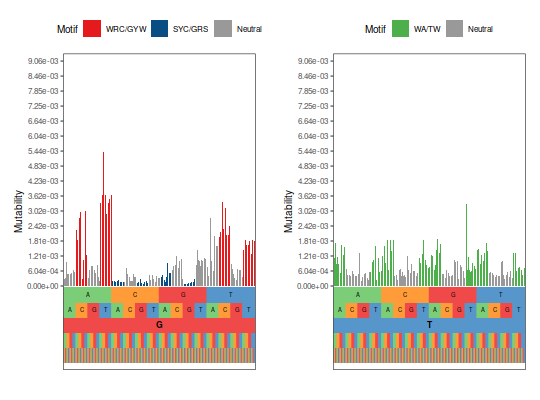 Motif WRC/GYW SYC/GRS Neutral
Mutability
9.06e−03
8.46e−03
7.85e−03
7.25e−03
6.64e−03
6.04e−03
5.44e−03
4.83e−03
4.23e−03
3.62e−03
3.02e−03
2.42e−03
1.81e−03
1.21e−03
6.04e−04
0.00e+00
A C G T
A C G T A C G T A C G T A C G T
G
Motif WA/TW Neutral
Mutability
9.06e−03
8.46e−03
7.85e−03
7.25e−03
6.64e−03
6.04e−03
5.44e−03
4.83e−03
4.23e−03
3.62e−03
3.02e−03
2.42e−03
1.81e−03
1.21e−03
6.04e−04
0.00e+00
A C G T
A C G T A C G T A C G T A C G T
T